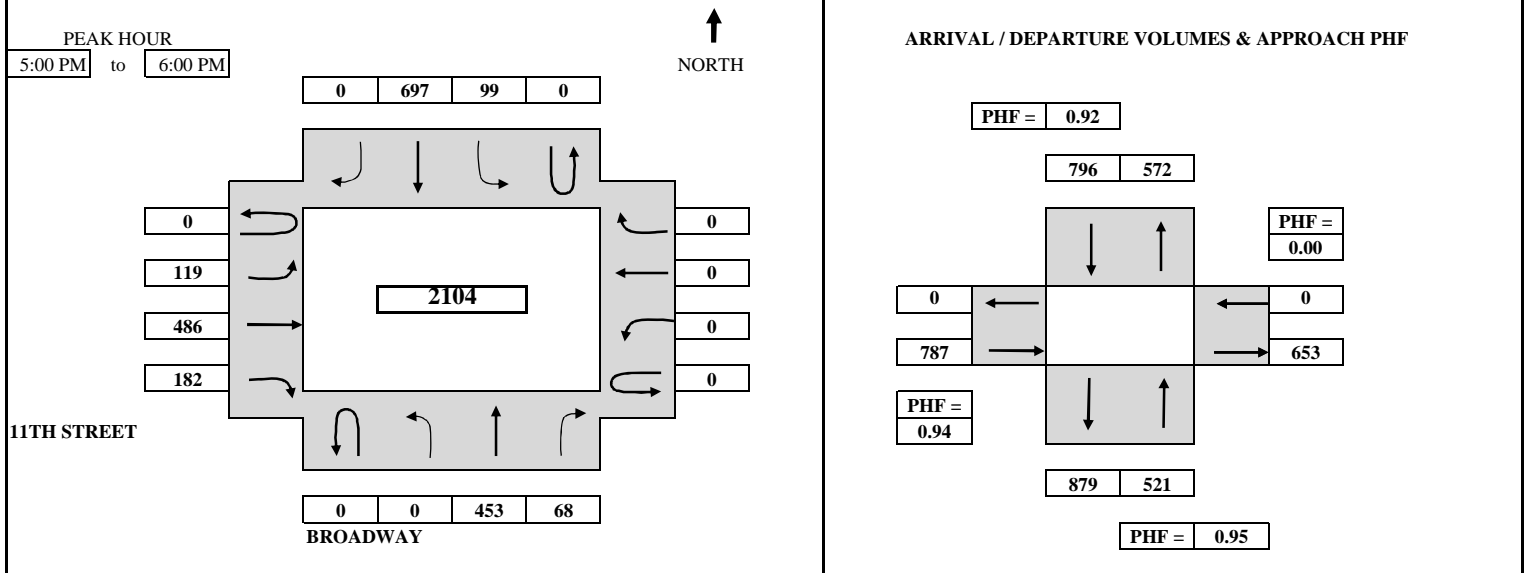 PEAK HOUR
5:00 PM to 6:00 PM
NORTH
0 697 99 0
0 0
119 0
2104
486 0
182 0
11TH STREET
0 0 453 68
BROADWAY
ARRIVAL / DEPARTURE VOLUMES & APPROACH PHF
PHF = 0.92
796 572
PHF =
0.00
0 0
787 653
PHF =
0.94
879 521
PHF = 0.95